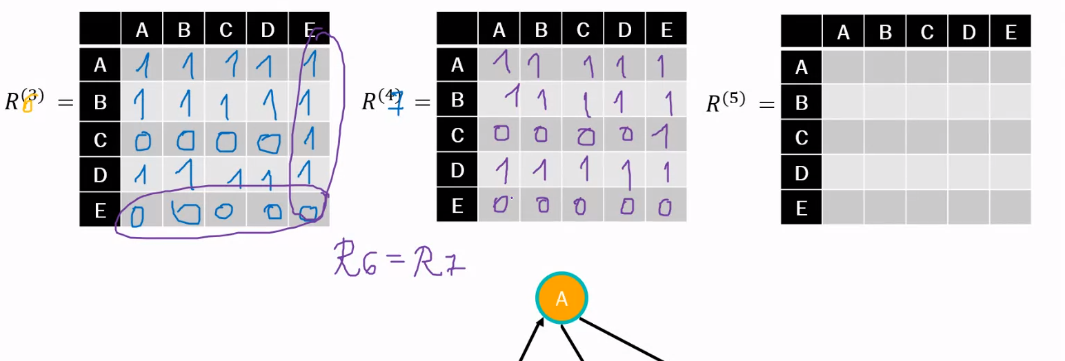 A B C D E
A 1 1 1 1 1
B 1 1 1 1 1
C 0 0 0 0 1
D 1 1 1 1 1
E 0 0 0 0 0
R(3) =
A B C D E
A 1 1 1 1 1
B 1 1 1 1 1
C 0 0 0 0 1
D 1 1 1 1 1
E 0 0 0 0 0
R(4) =
A B C D E
A
B
C
D
E
R(5) =
R6 = R7
A